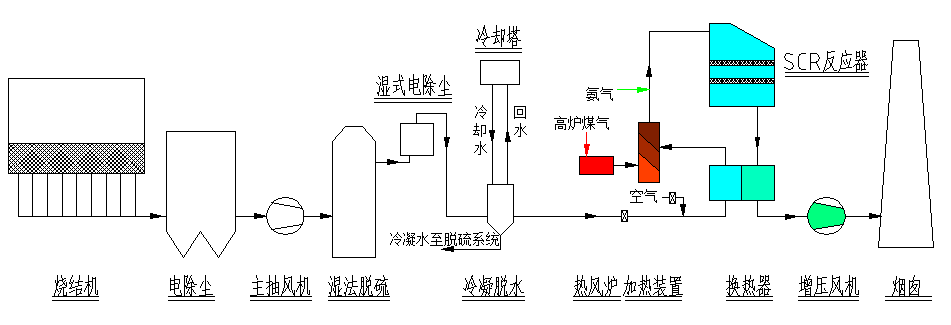 冷却塔
SCR反应器
湿式电除尘
氨气
冷却水
回水
高炉煤气
空气
冷凝水至脱硫系统
烧结机
电除尘
主抽风机
湿法脱硫
冷凝脱水
热风炉
加热装置
换热器
增压风机
烟囱